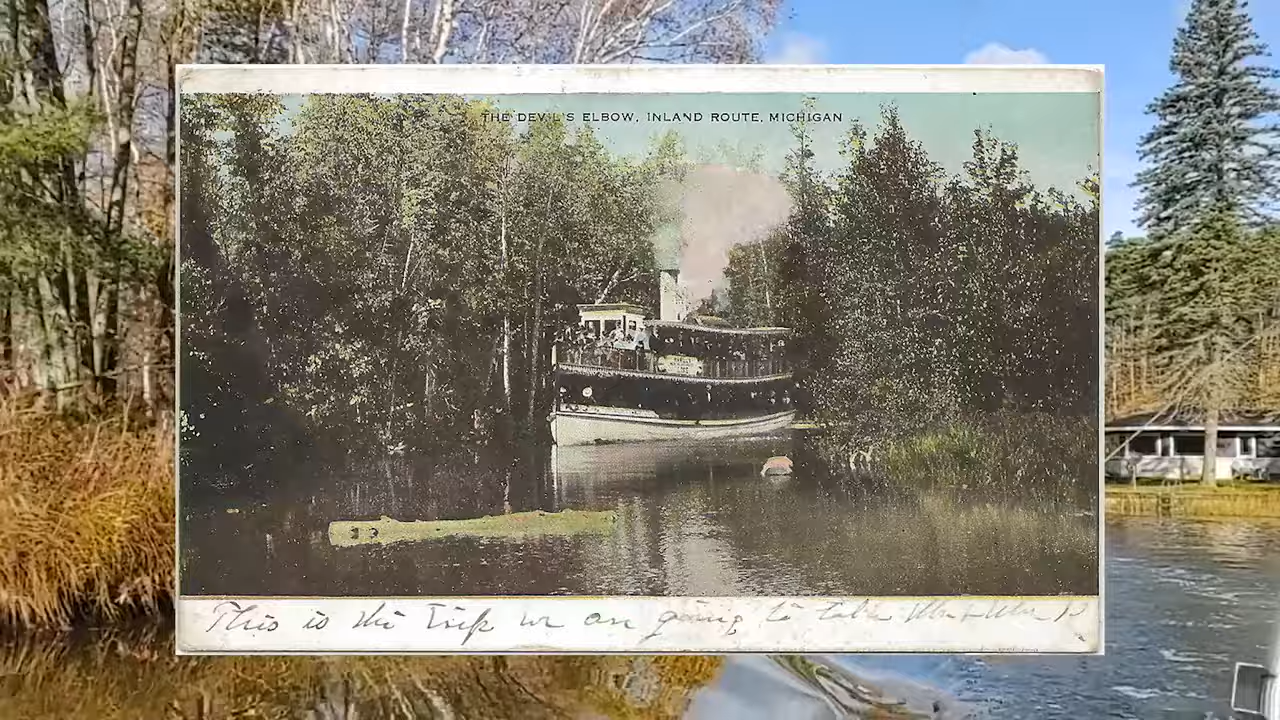 THE DEVIL'S ELBOW, INLAND ROUTE, MICHIGAN
This is the Trip we are going to take